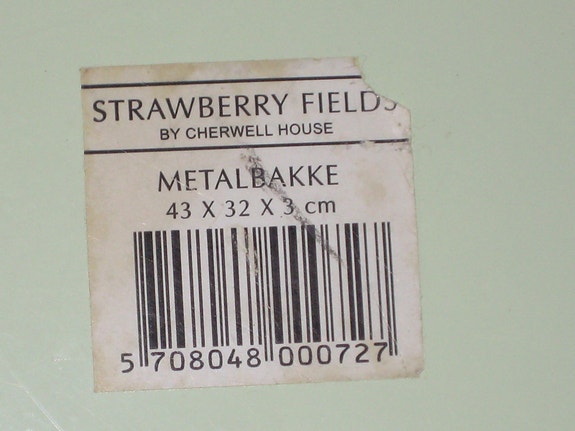 STRAWBERRY FIELDS
BY CHERWELL HOUSE
METALBAKKE
43 X 32 X 3 cm
5 708048 000727